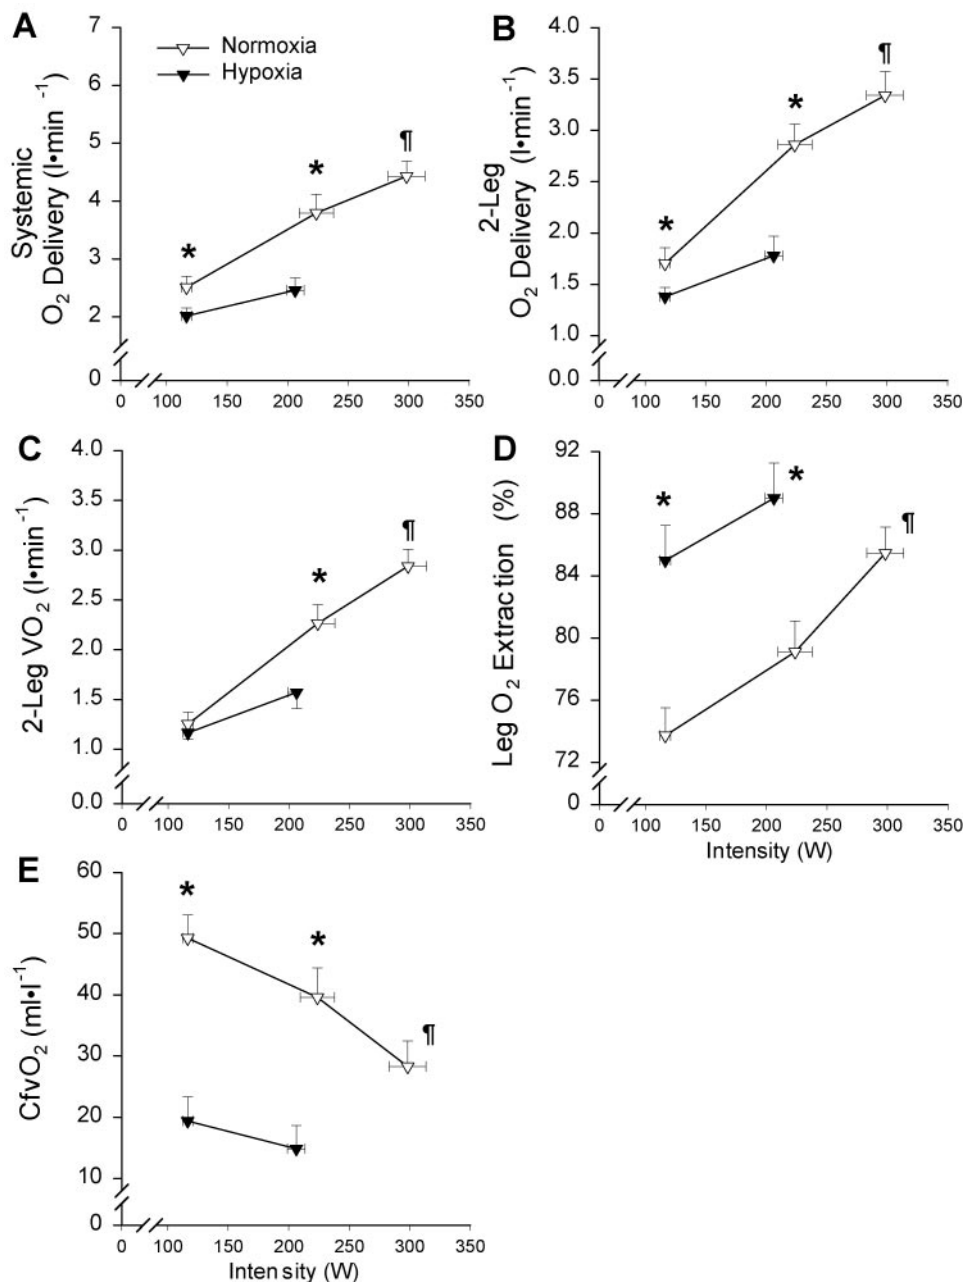 A
Systemic
O₂ Delivery (l•min⁻¹)
7
6
5
4
3
2
0
Normoxia
Hypoxia
*
*
¶
0 100 150 200 250 300 350
B
2-Leg
O₂ Delivery (l•min⁻¹)
4.0
3.5
3.0
2.5
2.0
1.5
1.0
0.0
*
*
¶
0 100 150 200 250 300 350
C
2-Leg VO₂ (l•min⁻¹)
4.0
3.5
3.0
2.5
2.0
1.5
1.0
0.0
*
¶
0 100 150 200 250 300 350
D
Leg O₂ Extraction (%)
92
88
84
80
76
72
0
*
*
¶
0 100 150 200 250 300 350
Intensity (W)
E
CfvO₂ (ml•l⁻¹)
60
50
40
30
20
10
0
*
*
¶
0 100 150 200 250 300 350
Intensity (W)